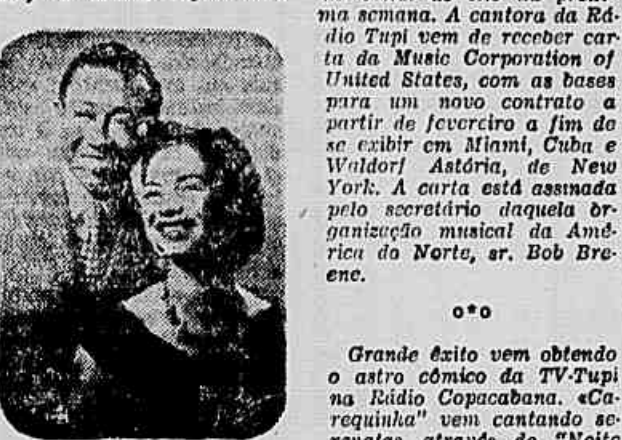 ma semana. A cantora da Rá-
dio Tupi vem de receber car-
ta da Music Corporation of
United States, com as bases
para um novo contrato a
partir de fevereiro a fim de
se exibir em Miami, Cuba e
Waldorf Astória, de New
York. A carta está assinada
pelo secretário daquela or-
ganização musical da Amé-
rica do Norte, sr. Bob Bre-
ene.
o*o
Grande êxito vem obtendo
o astro cômico da TV-Tupi
na Rádio Copacabana. «Ca-
requinha" vem cantando se-